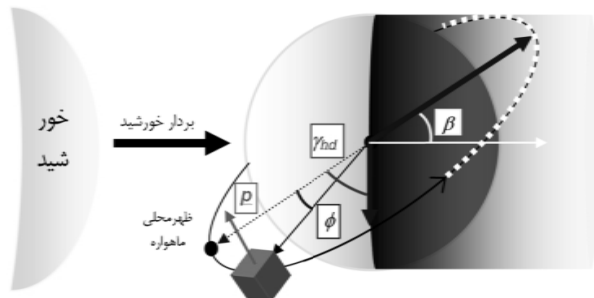 خور
شید
بردار خورشید
ظهرمحلی
ماهواره
p
γhd
ϕ
β